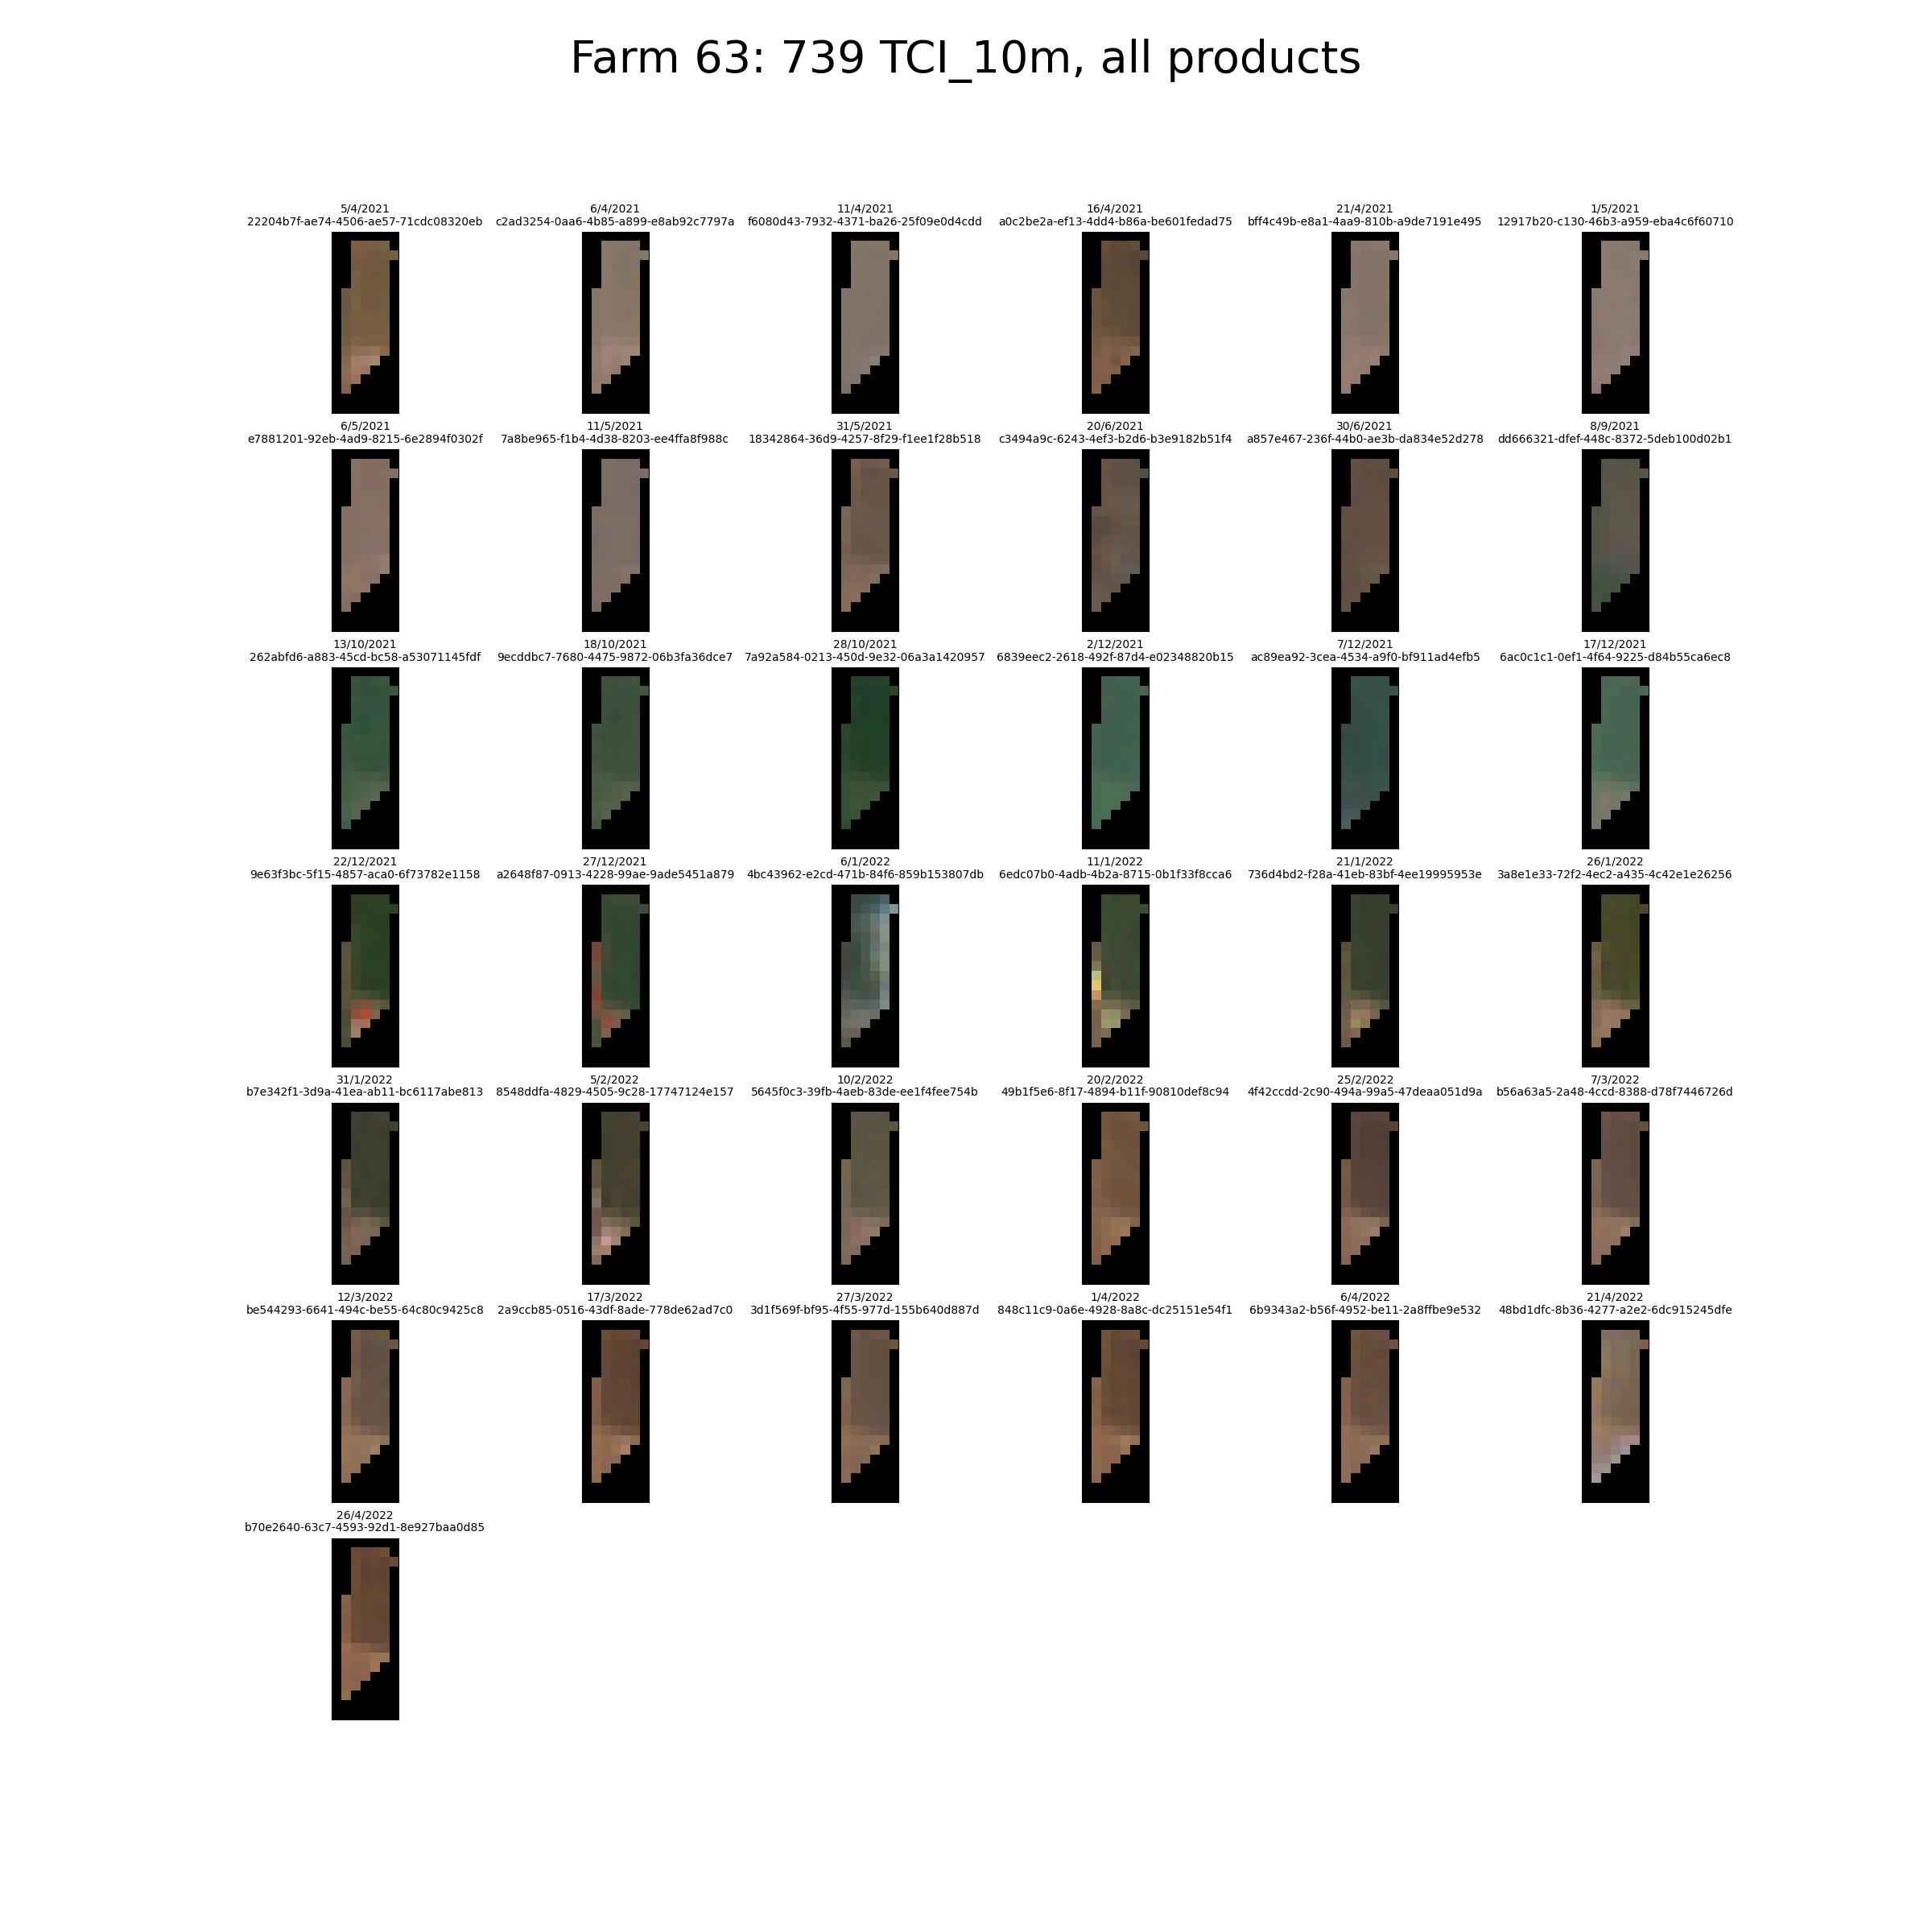 Farm 63: 739 TCI_10m, all products
5/4/2021
22204b7f-ae74-4506-ae57-71cdc08320eb
6/4/2021
c2ad3254-0aa6-4b85-a899-e8ab92c7797a
11/4/2021
f6080d43-7932-4371-ba26-25f09e0d4cdd
16/4/2021
a0c2be2a-ef13-4dd4-b86a-be601fedad75
21/4/2021
bff4c49b-e8a1-4aa9-810b-a9de7191e495
1/5/2021
12917b20-c130-46b3-a959-eba4c6f60710
6/5/2021
e7881201-92eb-4ad9-8215-6e2894f0302f
11/5/2021
7a8be965-f1b4-4d38-8203-ee4ffa8f988c
31/5/2021
18342864-36d9-4257-8f29-f1ee1f28b518
20/6/2021
c3494a9c-6243-4ef3-b2d6-b3e9182b51f4
30/6/2021
a857e467-236f-44b0-ae3b-da834e52d278
8/9/2021
dd666321-dfef-448c-8372-5deb100d02b1
13/10/2021
262abfd6-a883-45cd-bc58-a53071145fdf
18/10/2021
9ecddbc7-7680-4475-9872-06b3fa36dce7
28/10/2021
7a92a584-0213-450d-9e32-06a3a1420957
2/12/2021
6839eec2-2618-492f-87d4-e02348820b15
7/12/2021
ac89ea92-3cea-4534-a9f0-bf911ad4efb5
17/12/2021
6ac0c1c1-0ef1-4f64-9225-d84b55ca6ec8
22/12/2021
9e63f3bc-5f15-4857-aca0-6f73782e1158
27/12/2021
a2648f87-0913-4228-99ae-9ade5451a879
6/1/2022
4bc43962-e2cd-471b-84f6-859b153807db
11/1/2022
6edc07b0-4adb-4b2a-8715-0b1f33f8cca6
21/1/2022
736d4bd2-f28a-41eb-83bf-4ee19995953e
26/1/2022
3a8e1e33-72f2-4ec2-a435-4c42e1e26256
31/1/2022
b7e342f1-3d9a-41ea-ab11-bc6117abe813
5/2/2022
8548ddfa-4829-4505-9c28-17747124e157
10/2/2022
5645f0c3-39fb-4aeb-83de-ee1f4fee754b
20/2/2022
49b1f5e6-8f17-4894-b11f-90810def8c94
25/2/2022
4f42ccdd-2c90-494a-99a5-47deaa051d9a
7/3/2022
b56a63a5-2a48-4ccd-8388-d78f7446726d
12/3/2022
be544293-6641-494c-be55-64c80c9425c8
17/3/2022
2a9ccb85-0516-43df-8ade-778de62ad7c0
27/3/2022
3d1f569f-bf95-4f55-977d-155b640d887d
1/4/2022
848c11c9-0a6e-4928-8a8c-dc25151e54f1
6/4/2022
6b9343a2-b56f-4952-be11-2a8ffbe9e532
21/4/2022
48bd1dfc-8b36-4277-a2e2-6dc915245dfe
26/4/2022
b70e2640-63c7-4593-92d1-8e927baa0d85